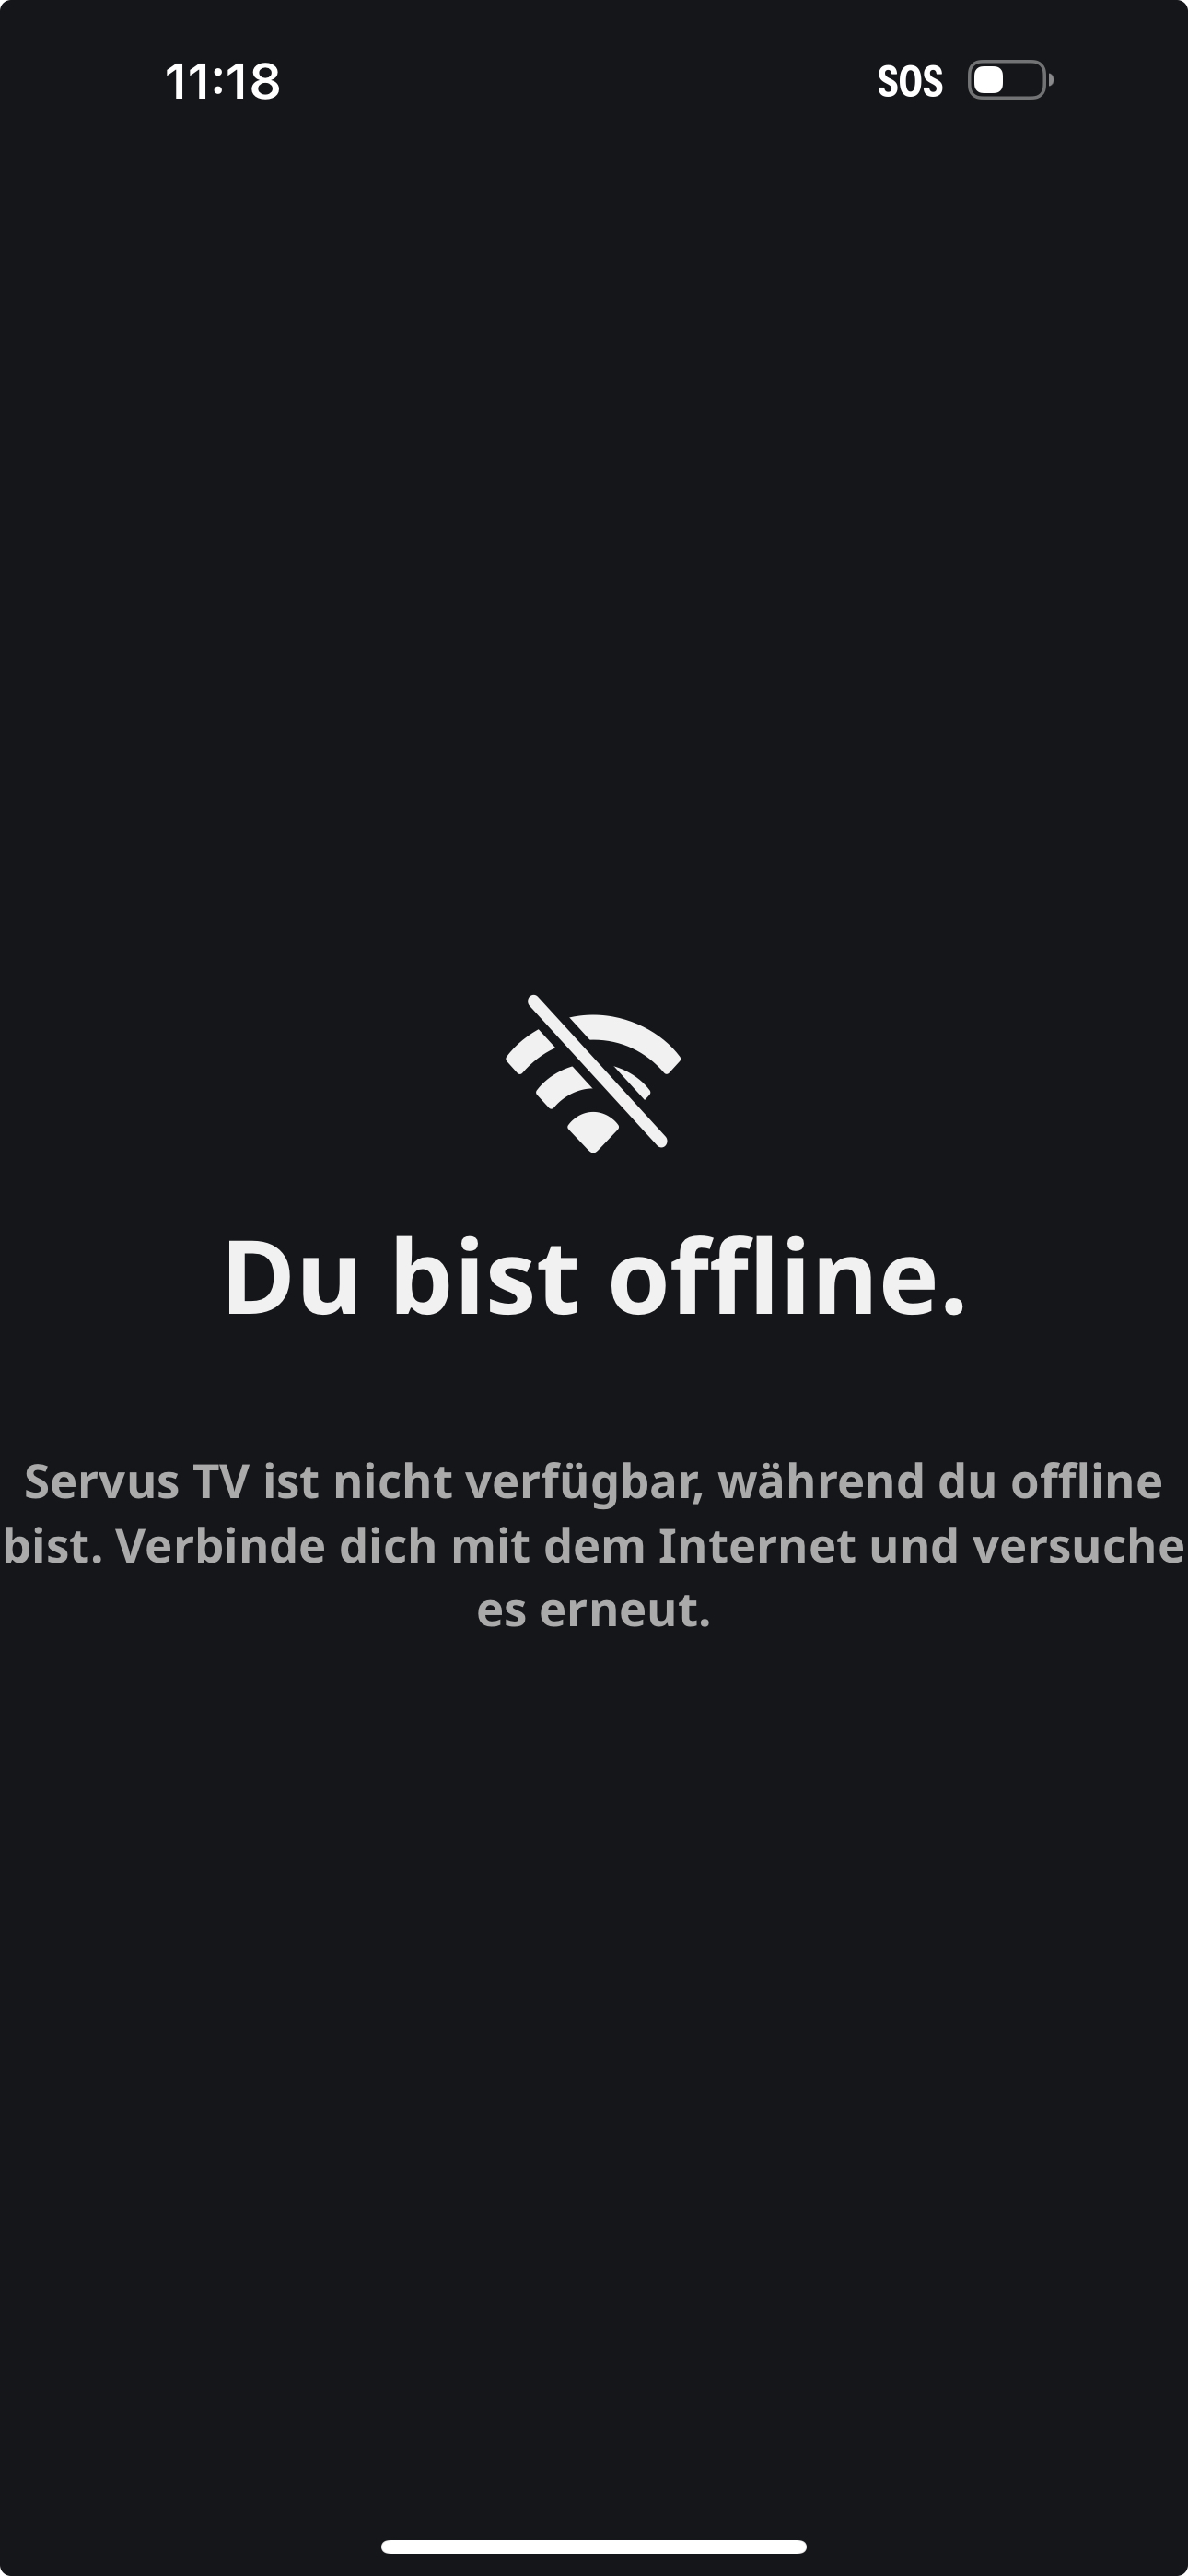 11:18 SOS
Du bist offline.
Servus TV ist nicht verfügbar, während du offline
bist. Verbinde dich mit dem Internet und versuche
es erneut.